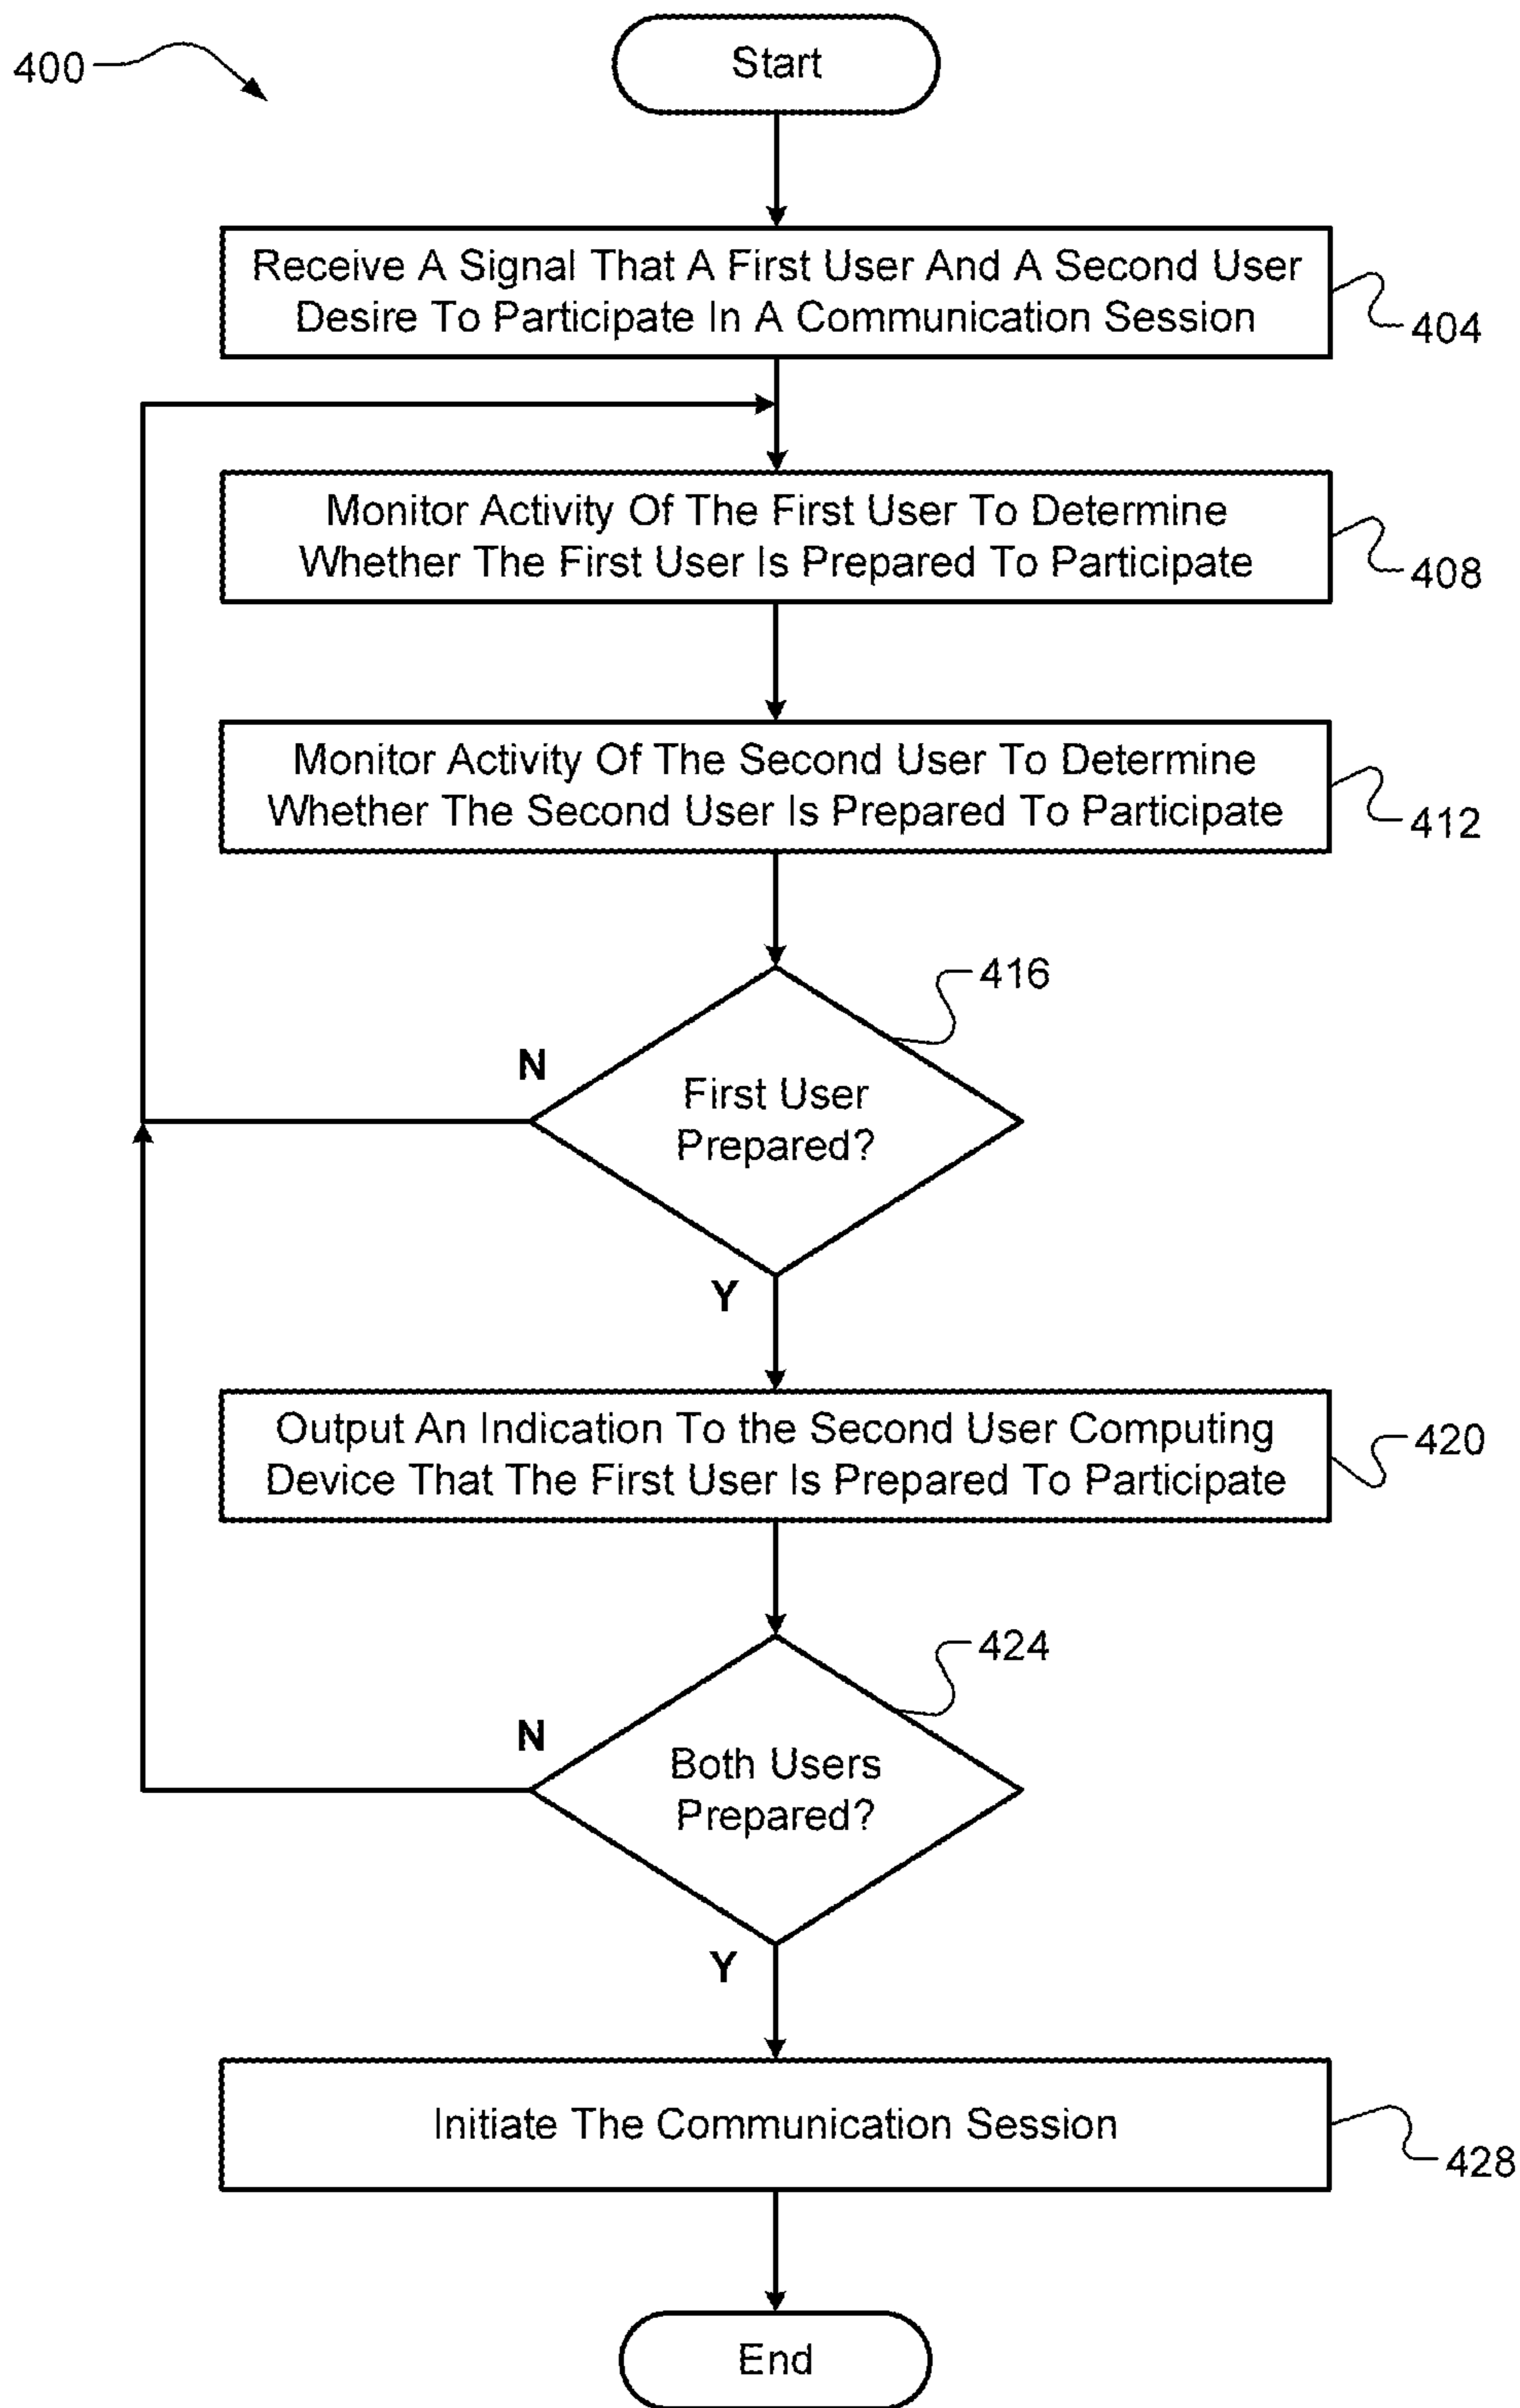 400
Start
Receive A Signal That A First User And A Second User
Desire To Participate In A Communication Session
404
Monitor Activity Of The First User To Determine
Whether The First User Is Prepared To Participate
408
Monitor Activity Of The Second User To Determine
Whether The Second User Is Prepared To Participate
412
416
N
First User
Prepared?
Y
Output An Indication To the Second User Computing
Device That The First User Is Prepared To Participate
420
424
N
Both Users
Prepared?
Y
Initiate The Communication Session
428
End